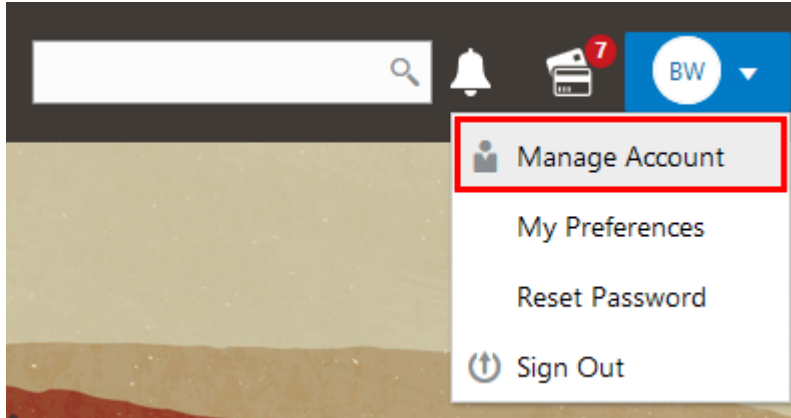 7
BW
Manage Account
My Preferences
Reset Password
Sign Out